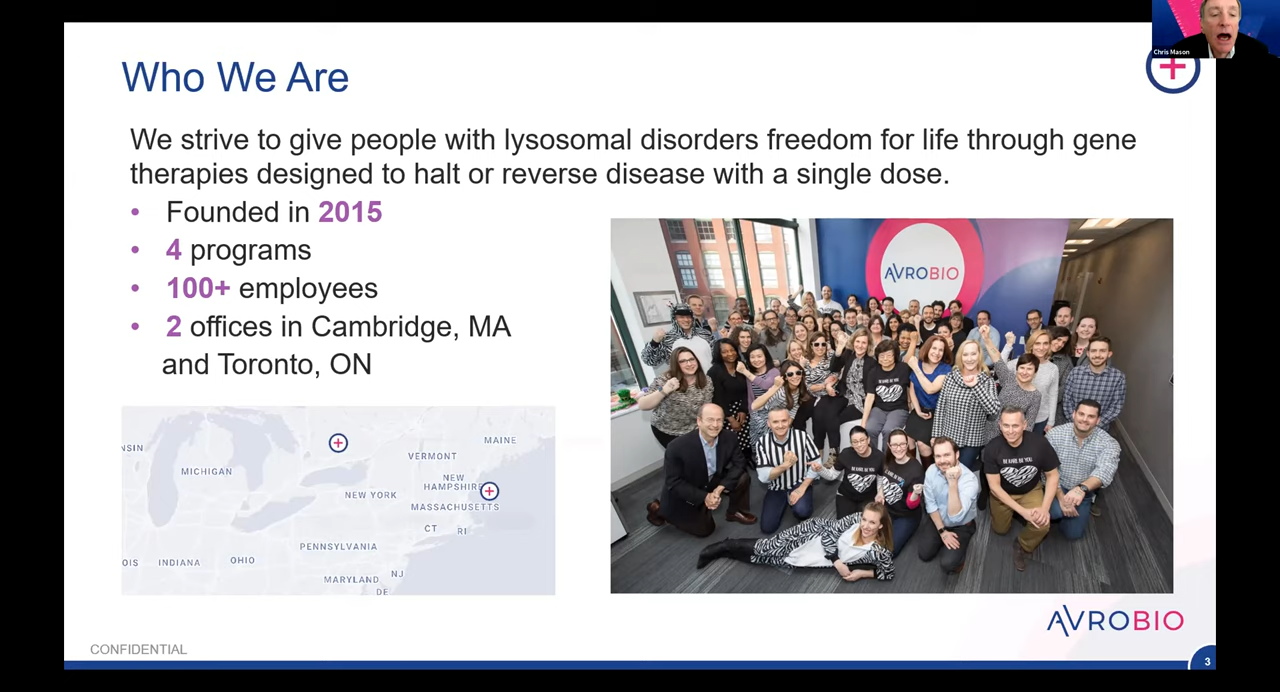 Chris Mason
Who We Are
We strive to give people with lysosomal disorders freedom for life through gene
therapies designed to halt or reverse disease with a single dose.
• Founded in 2015
• 4 programs
• 100+ employees
• 2 offices in Cambridge, MA
and Toronto, ON
AVROBIO
NSIN
MICHIGAN
MAINE
VERMONT
NEW
HAMPSHIRE
NEW YORK
MASSACHUSETTS
CT
RI
PENNSYLVANIA
OIS
INDIANA
OHIO
MARYLAND
NJ
DE
AVROBIO
CONFIDENTIAL
3